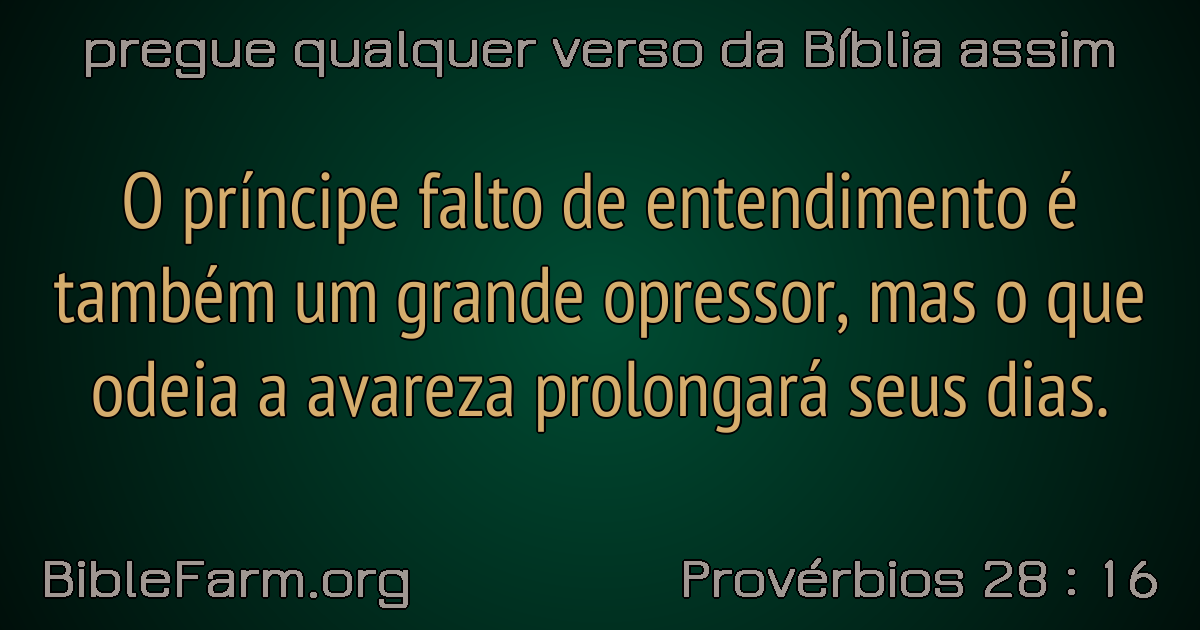 pregue qualquer verso da Bíblia assim
O príncipe falto de entendimento é
também um grande opressor, mas o que
odeia a avareza prolongará seus dias.
BibleFarm.org
Provérbios 28 : 16